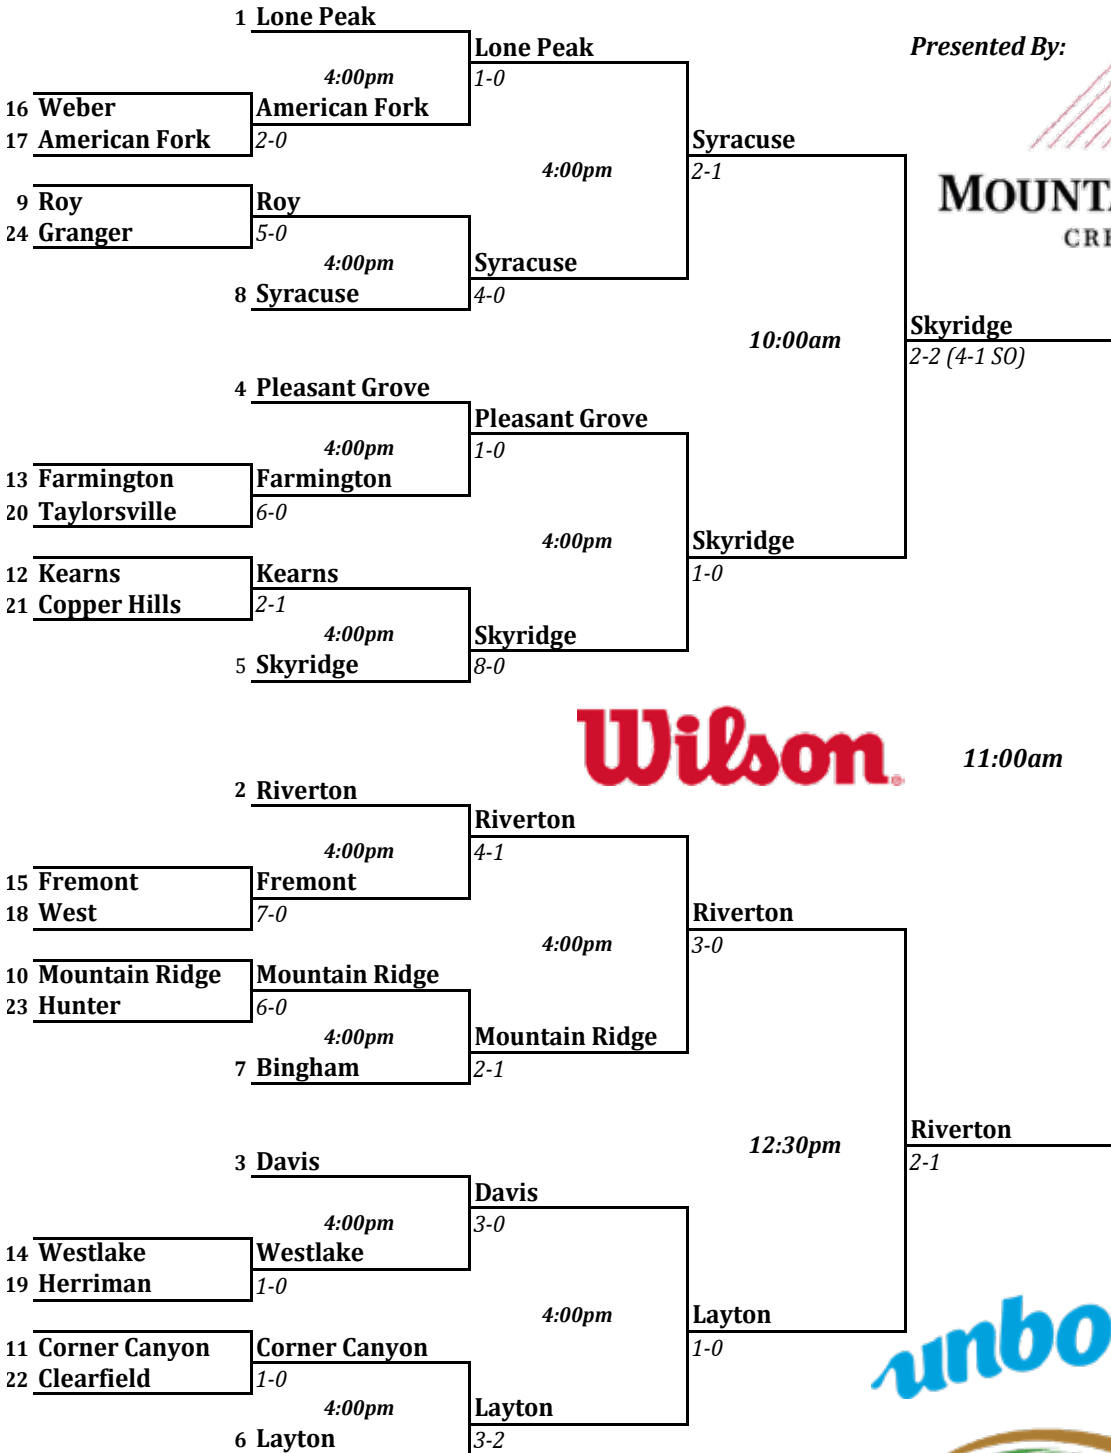 1 Lone Peak
Lone Peak
Presented By:
4:00pm
1-0
16 Weber
American Fork
17 American Fork
2-0
Syracuse
4:00pm
2-1
9 Roy
Roy
MOUNTA
24 Granger
5-0
CRE
4:00pm
Syracuse
8 Syracuse
4-0
Skyridge
10:00am
2-2 (4-1 SO)
4 Pleasant Grove
Pleasant Grove
4:00pm
1-0
13 Farmington
Farmington
20 Taylorsville
6-0
4:00pm
Skyridge
12 Kearns
Kearns
1-0
21 Copper Hills
2-1
4:00pm
Skyridge
5 Skyridge
8-0
Wilson
11:00am
2 Riverton
Riverton
4:00pm
4-1
15 Fremont
Fremont
18 West
7-0
Riverton
4:00pm
3-0
10 Mountain Ridge
Mountain Ridge
23 Hunter
6-0
4:00pm
Mountain Ridge
7 Bingham
2-1
Riverton
12:30pm
2-1
3 Davis
Davis
4:00pm
3-0
14 Westlake
Westlake
19 Herriman
1-0
4:00pm
Layton
11 Corner Canyon
Corner Canyon
1-0
unbo
22 Clearfield
1-0
4:00pm
Layton
6 Layton
3-2